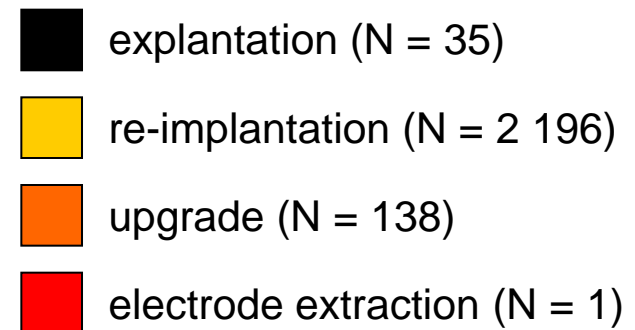 explantation (N = 35)
re-implantation (N = 2 196)
upgrade (N = 138)
electrode extraction (N = 1)